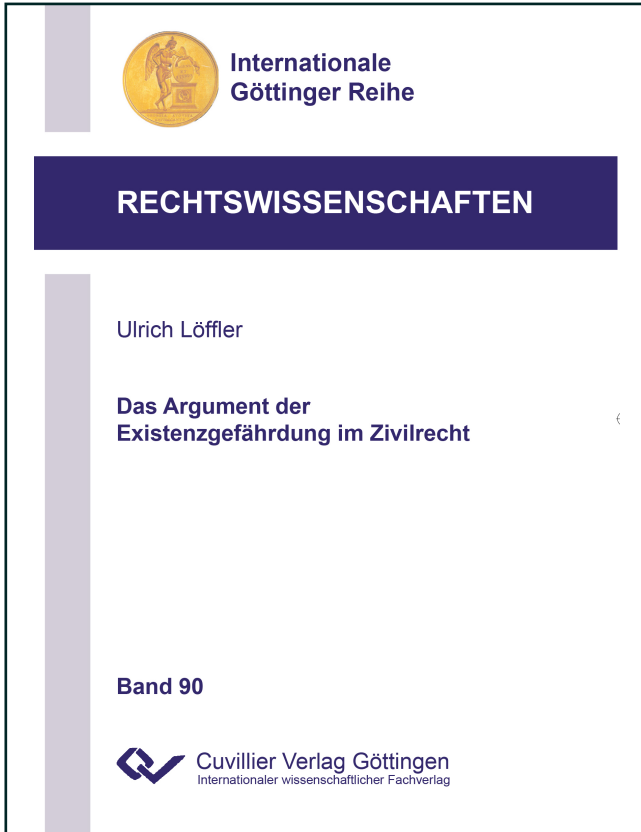 Internationale
Göttinger Reihe
RECHTSWISSENSCHAFTEN
Ulrich Löffler
Das Argument der
Existenzgefährdung im Zivilrecht
Band 90
Cuvillier Verlag Göttingen
Internationaler wissenschaftlicher Fachverlag